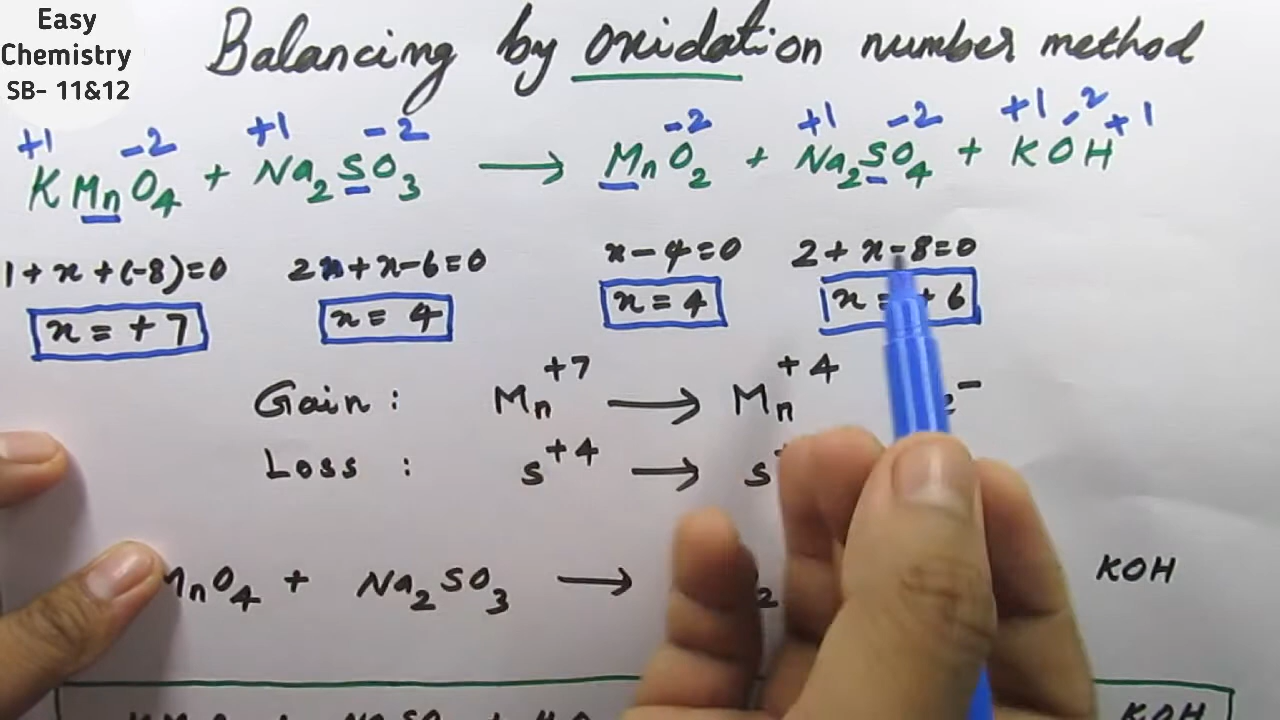 Easy
Chemistry
SB- 11&12
Balancing by oxidation number method
+1 -2 +1 -2 -2 +1 -2 +1 -2 +1
KMnO4 + Na2SO3 → MnO2 + Na2SO4 + KOH
1+x+(-8)=0 2x+x-6=0 x-4=0 2+x-8=0
x=+7 x=4 x=4 x=+6
Gain: Mn+7 → Mn+4 e-
Loss: S+4 → S
MnO4 + Na2SO3 → 2 KOH
KOH